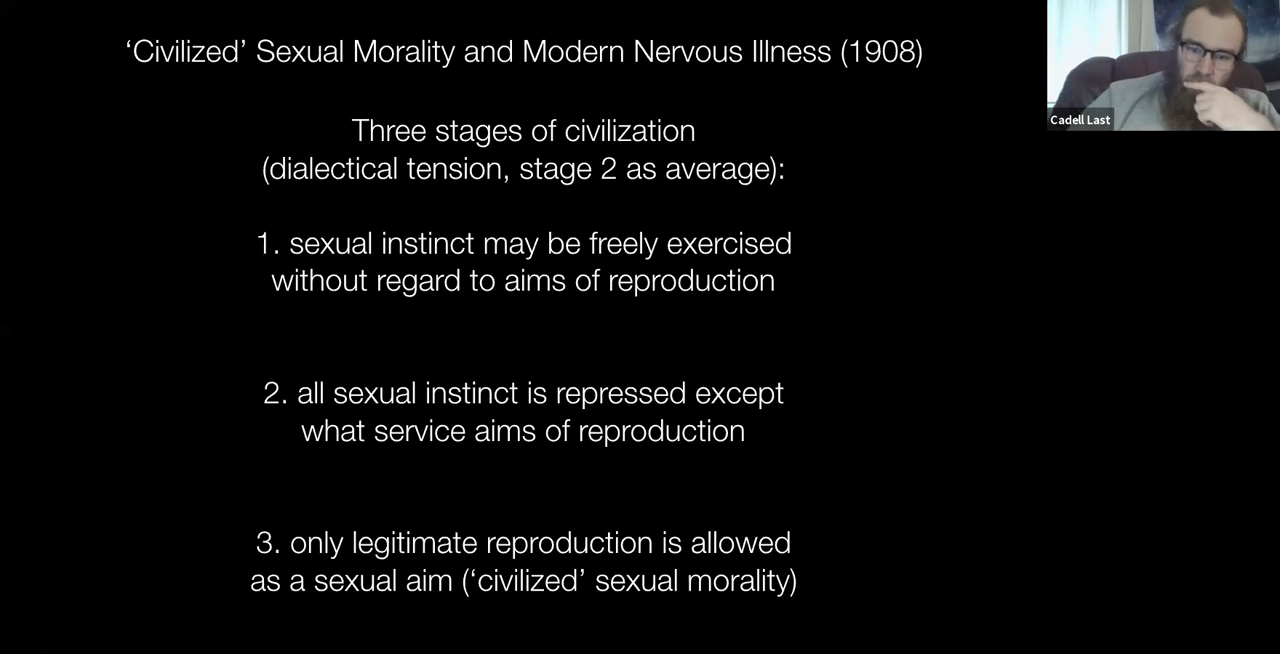 ‘Civilized’ Sexual Morality and Modern Nervous Illness (1908)
Three stages of civilization
(dialectical tension, stage 2 as average):
1. sexual instinct may be freely exercised
without regard to aims of reproduction
2. all sexual instinct is repressed except
what service aims of reproduction
3. only legitimate reproduction is allowed
as a sexual aim (‘civilized’ sexual morality)
Cadell Last